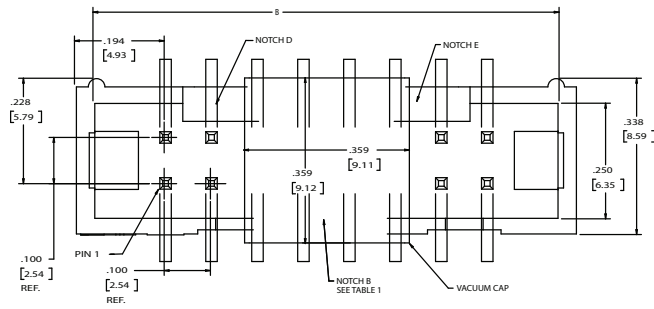 B
.194
[4.93]
NOTCH D
NOTCH E
.228
[5.79]
.338
[8.59]
.359
[9.11]
.359
[9.12]
.250
[6.35]
PIN 1
.100
[2.54]
REF.
.100
[2.54]
REF.
NOTCH B
SEE TABLE 1
VACUUM CAP